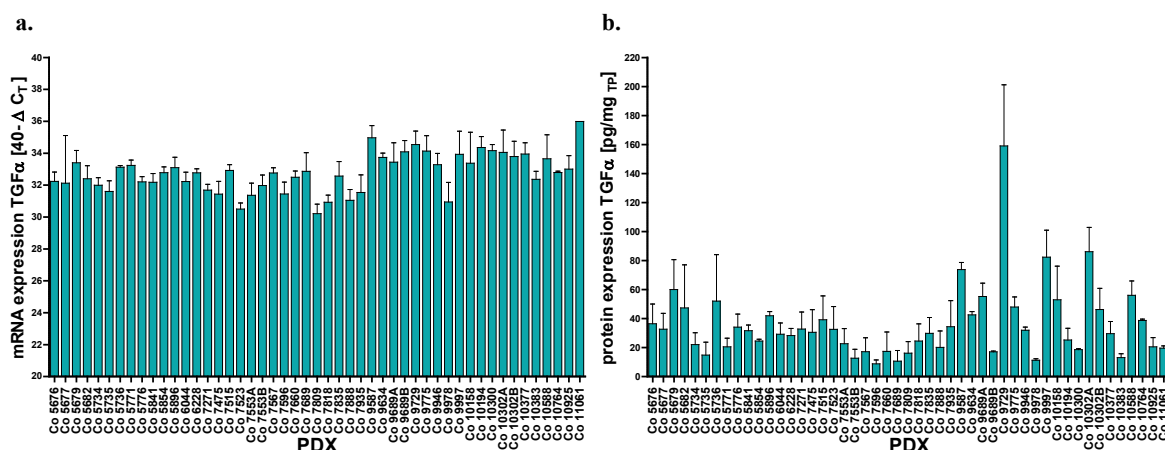 a.
mRNA expression TGFα [40-Δ C_T]
40
38
36
34
32
30
28
26
24
22
20
Co 5676
Co 5677
Co 5679
Co 5682
Co 5734
Co 5735
Co 5736
Co 5771
Co 5776
Co 5841
Co 5854
Co 5896
Co 6044
Co 6228
Co 7271
Co 7475
Co 7515
Co 7523
Co 7553A
Co 7553B
Co 7567
Co 7596
Co 7660
Co 7689
Co 7809
Co 7818
Co 7835
Co 7888
Co 7935
Co 9587
Co 9634
Co 9689A
Co 9689B
Co 9729
Co 9775
Co 9946
Co 9978
Co 9997
Co 10158
Co 10194
Co 10300
Co 10302A
Co 10302B
Co 10377
Co 10383
Co 10588
Co 10764
Co 10925
Co 11061
PDX
b.
protein expression TGFα [pg/mg TP]
220
200
180
160
140
120
100
80
60
40
20
0
Co 5676
Co 5677
Co 5679
Co 5682
Co 5734
Co 5735
Co 5736
Co 5771
Co 5776
Co 5841
Co 5854
Co 5896
Co 6044
Co 6228
Co 7271
Co 7475
Co 7515
Co 7523
Co 7553A
Co 7553B
Co 7567
Co 7596
Co 7660
Co 7689
Co 7809
Co 7818
Co 7835
Co 7888
Co 7935
Co 9587
Co 9634
Co 9689A
Co 9689B
Co 9729
Co 9775
Co 9946
Co 9978
Co 9997
Co 10158
Co 10194
Co 10300
Co 10302A
Co 10302B
Co 10377
Co 10383
Co 10588
Co 10764
Co 10925
Co 11061
PDX